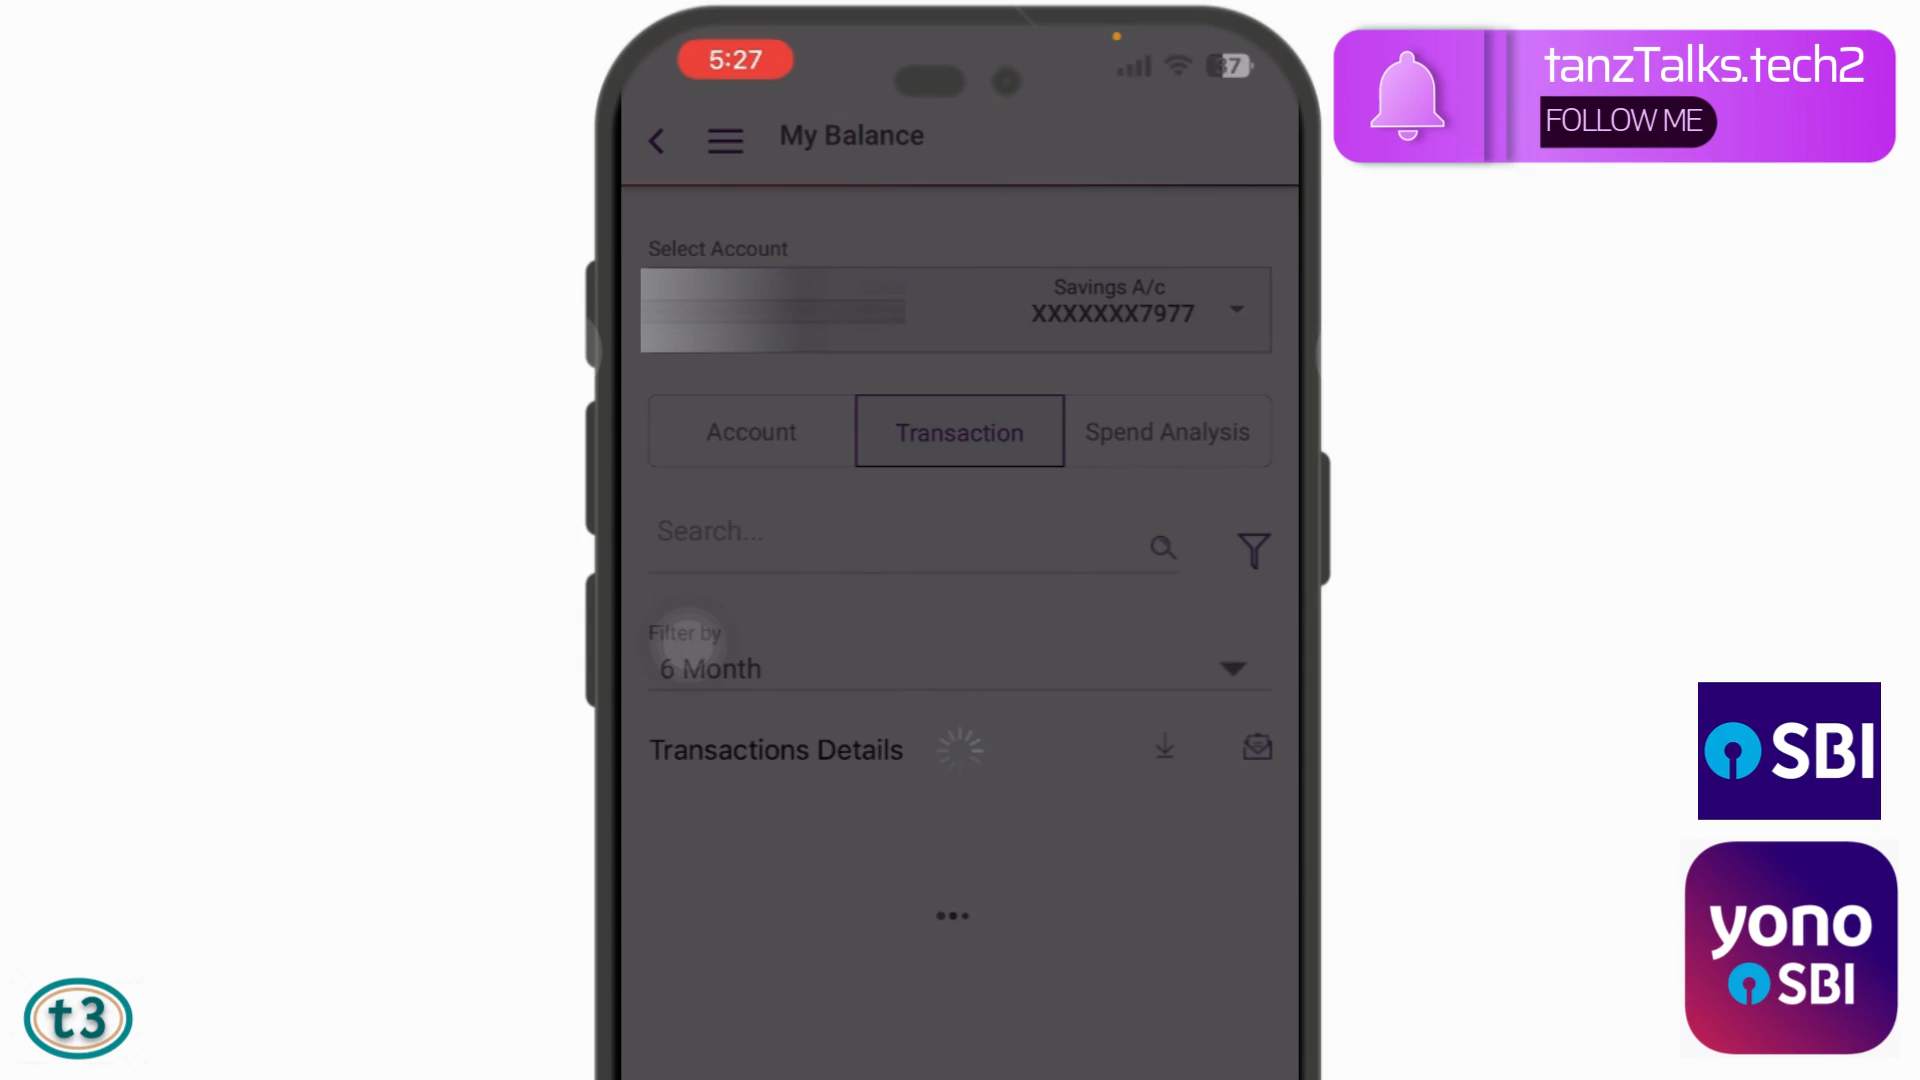 5:27
37
My Balance
tanzTalks.tech2
FOLLOW ME
Select Account
Savings A/c
XXXXXXX7977
Account
Transaction
Spend Analysis
Search...
Filter by
6 Month
Transactions Details
SBI
yono
SBI
t3